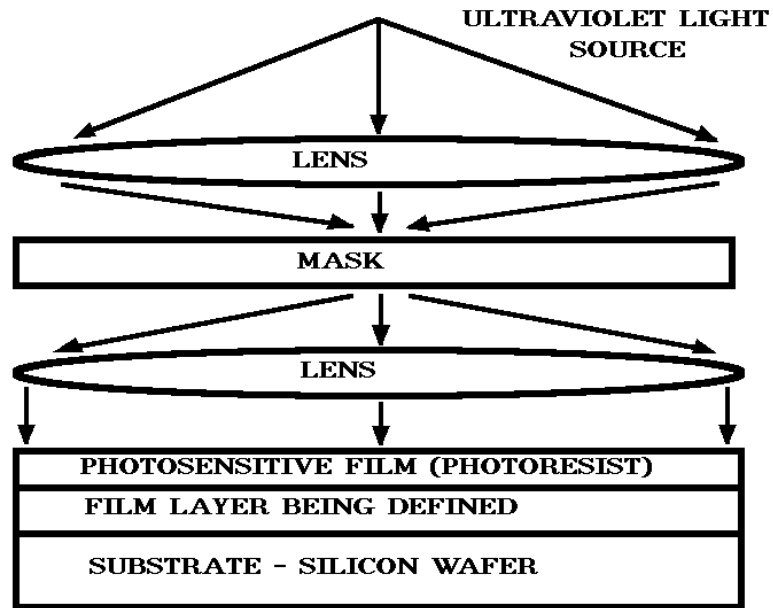 ULTRAVIOLET LIGHT
SOURCE
LENS
MASK
LENS
PHOTOSENSITIVE FILM (PHOTORESIST)
FILM LAYER BEING DEFINED
SUBSTRATE - SILICON WAFER